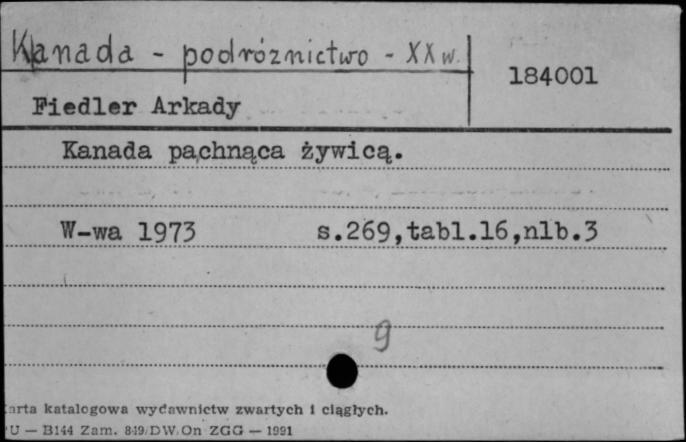 Kanada - podróżnictwo - XX w.
184001
Fiedler Arkady
Kanada pachnąca żywicą.
W-wa 1973 s.269,tabl.16,nlb.3
9
arta katalogowa wydawnictw zwartych i ciągłych.
U — B144 Zam. 849/DW/On ZGG — 1991